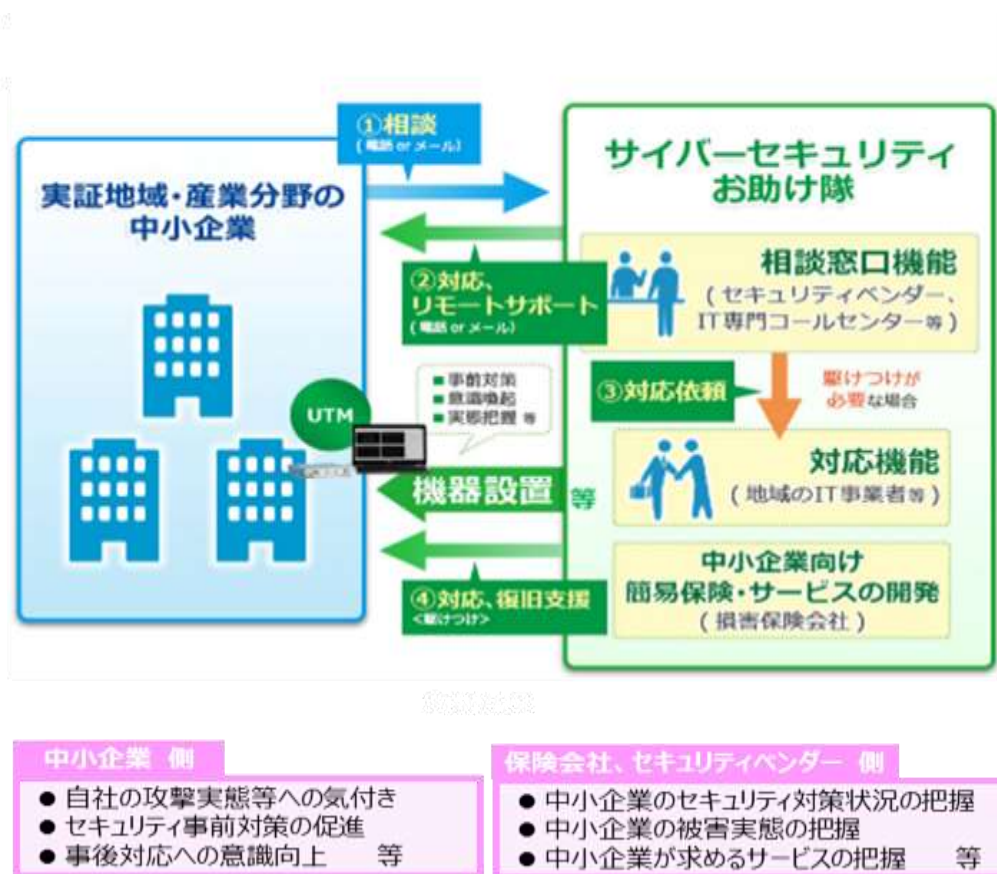 ①相談
(電話 or メール)
実証地域・産業分野の
中小企業
サイバーセキュリティ
お助け隊
②対応、
リモートサポート
(電話 or メール)
相談窓口機能
(セキュリティベンダー、
IT専門コールセンター等)
③対応依頼
駆けつけが
必要な場合
■事前対策
■意識喚起
■実態把握 等
UTM
機器設置 等
対応機能
(地域のIT事業者等)
④対応、復旧支援
<駆けつけ>
中小企業向け
簡易保険・サービスの開発
(損害保険会社)
中小企業 側
●自社の攻撃実態等への気付き
●セキュリティ事前対策の促進
●事後対応への意識向上 等
保険会社、セキュリティベンダー 側
●中小企業のセキュリティ対策状況の把握
●中小企業の被害実態の把握
●中小企業が求めるサービスの把握 等